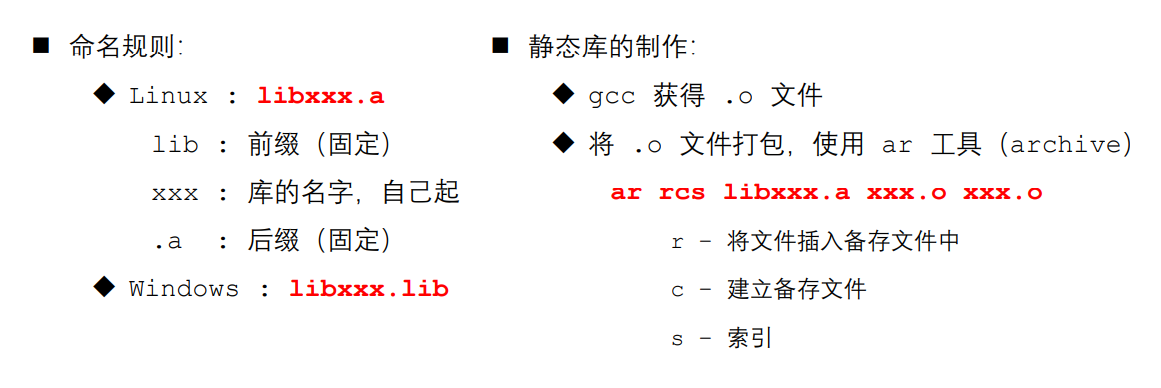 ■ 命名规则：
◆ Linux : libxxx.a
lib : 前缀（固定）
xxx : 库的名字，自己起
.a : 后缀（固定）
◆ Windows : libxxx.lib
■ 静态库的制作：
◆ gcc 获得 .o 文件
◆ 将 .o 文件打包，使用 ar 工具（archive）
ar rcs libxxx.a xxx.o xxx.o
r – 将文件插入备存文件中
c – 建立备存文件
s – 索引